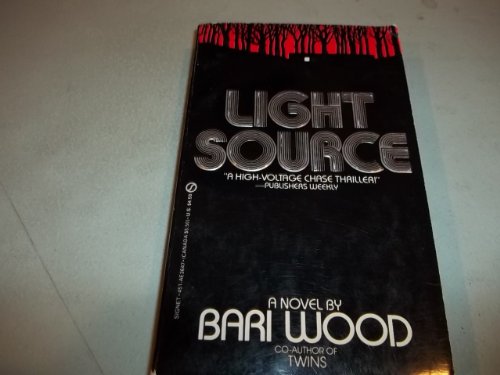 LIGHT
SOURCE
"A HIGH-VOLTAGE CHASE THRILLER!"
—PUBLISHERS WEEKLY
A NOVEL BY
BARI WOOD
CO-AUTHOR OF
TWINS